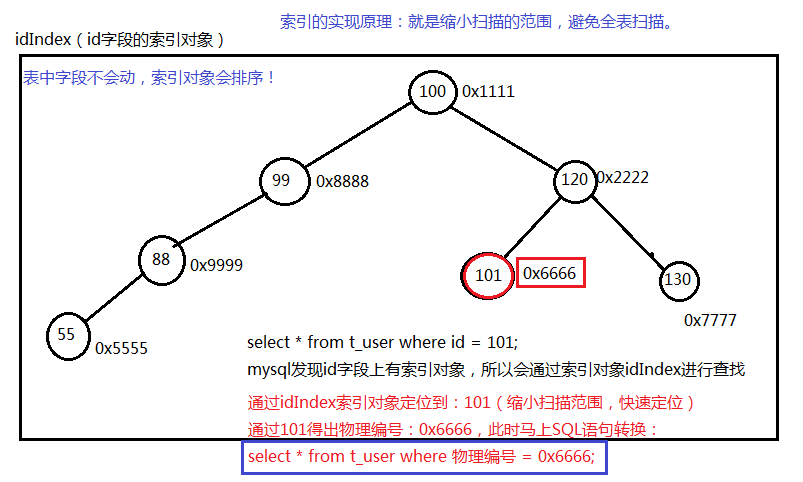 索引的实现原理：就是缩小扫描的范围，避免全表扫描。
idIndex（id字段的索引对象）
表中字段不会动，索引对象会排序！
100 0x1111
99 0x8888
120 0x2222
88 0x9999
101 0x6666
130
0x7777
55 0x5555
select * from t_user where id = 101;
mysql发现id字段上有索引对象，所以会通过索引对象idIndex进行查找
通过idIndex索引对象定位到：101（缩小扫描范围，快速定位）
通过101得出物理编号：0x6666，此时马上SQL语句转换：
select * from t_user where 物理编号 = 0x6666;